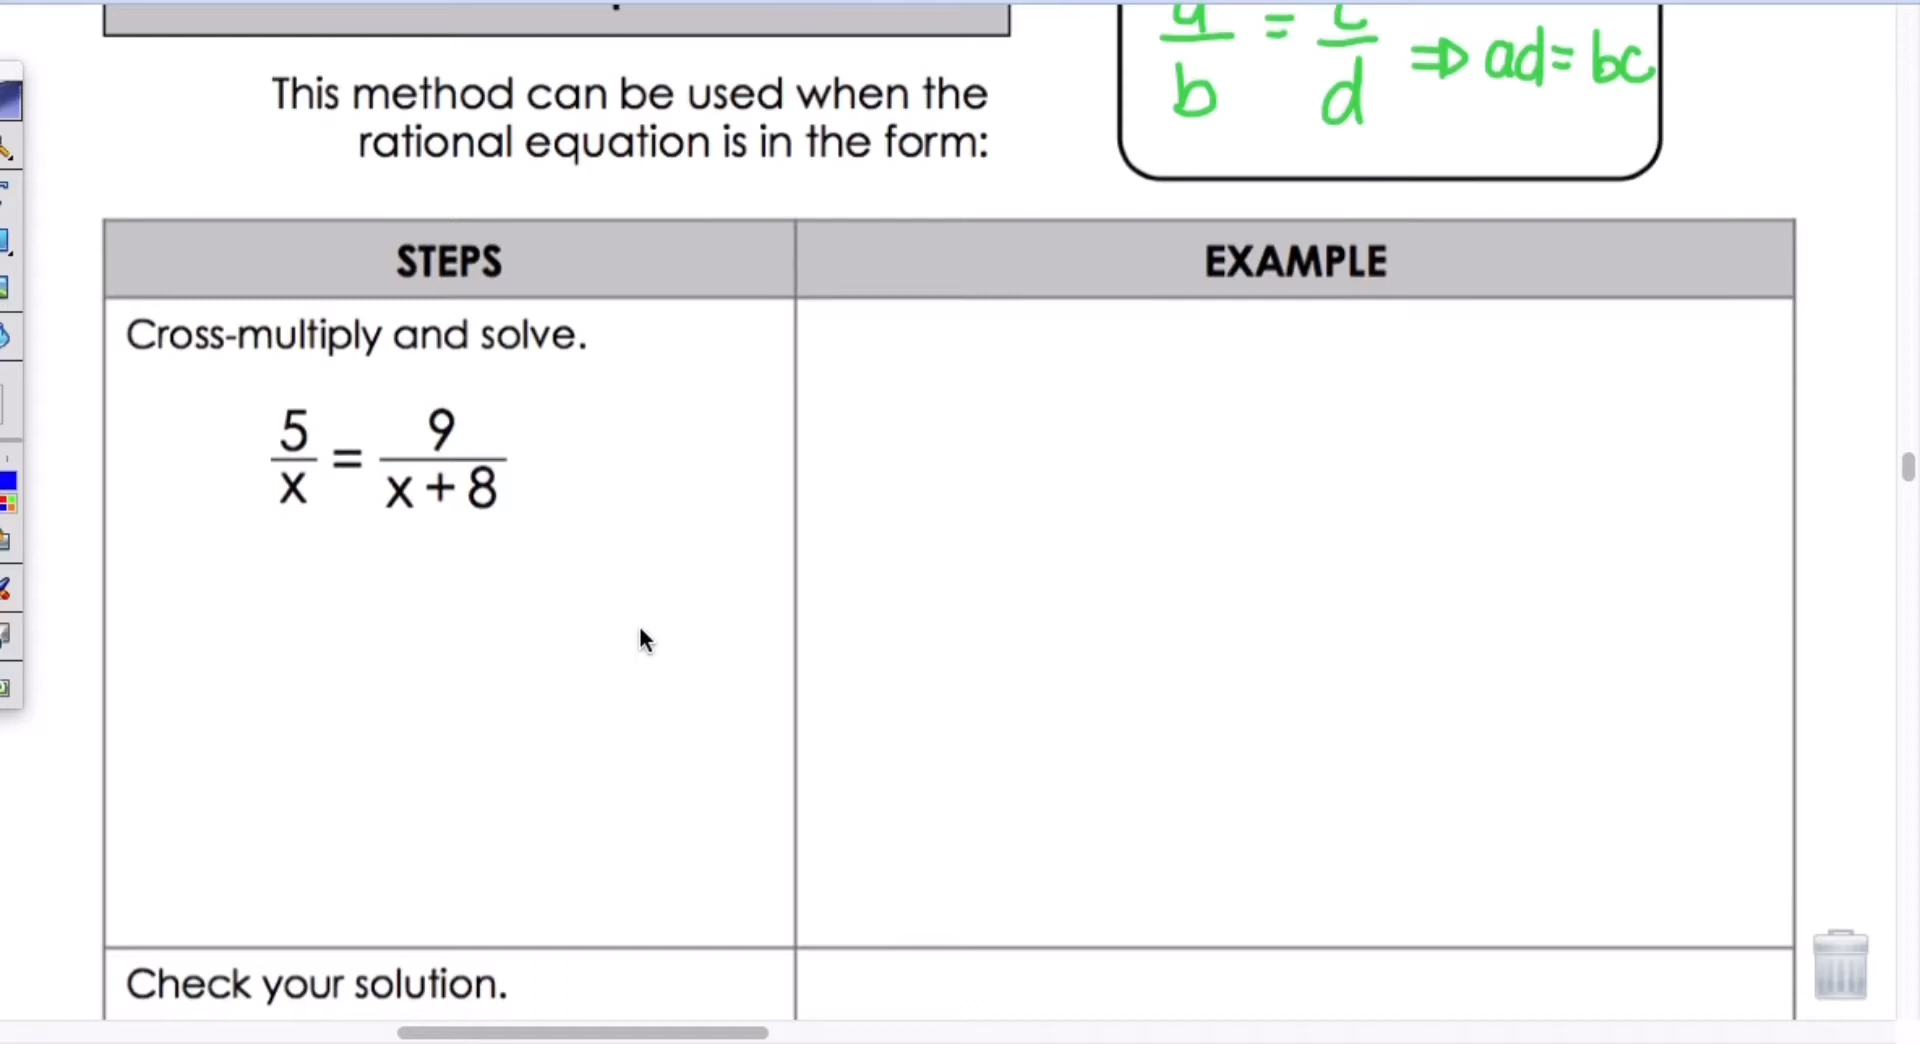 a/b = c/d ⇒ ad = bc
This method can be used when the
rational equation is in the form:
STEPS
EXAMPLE
Cross-multiply and solve.
5/x = 9/(x + 8)
Check your solution.